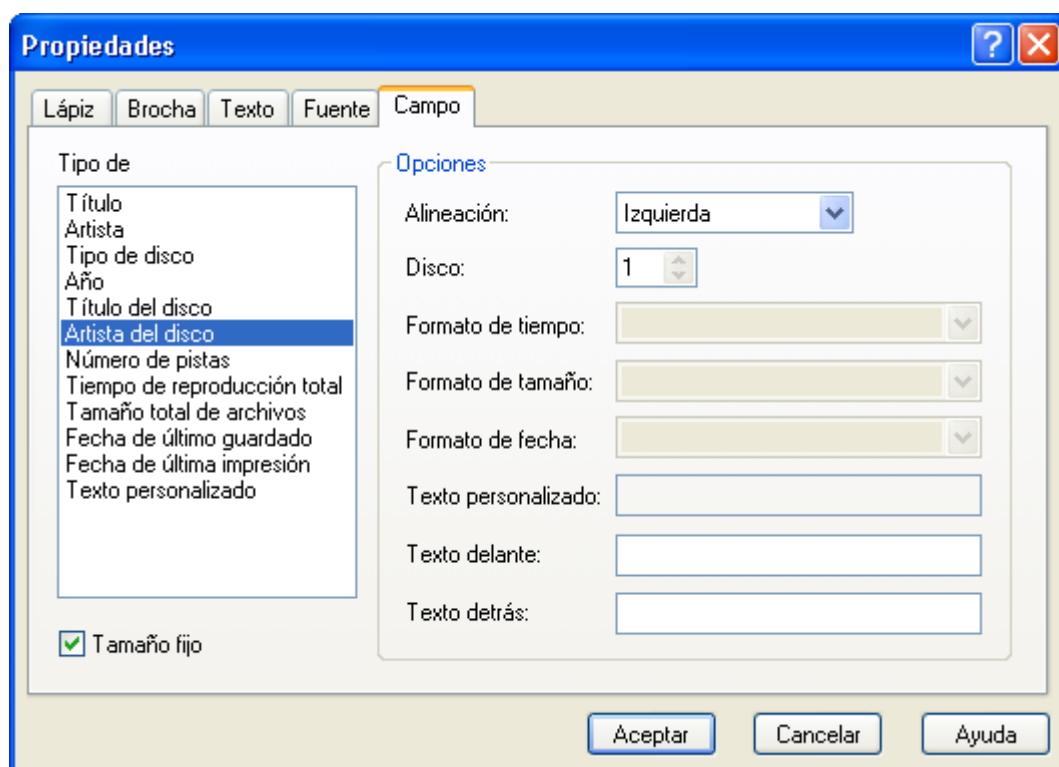 Propiedades
Lápiz Brocha Texto Fuente Campo
Tipo de
Título
Artista
Tipo de disco
Año
Título del disco
Artista del disco
Número de pistas
Tiempo de reproducción total
Tamaño total de archivos
Fecha de último guardado
Fecha de última impresión
Texto personalizado
Tamaño fijo
Opciones
Alineación: Izquierda
Disco: 1
Formato de tiempo:
Formato de tamaño:
Formato de fecha:
Texto personalizado:
Texto delante:
Texto detrás:
Aceptar Cancelar Ayuda